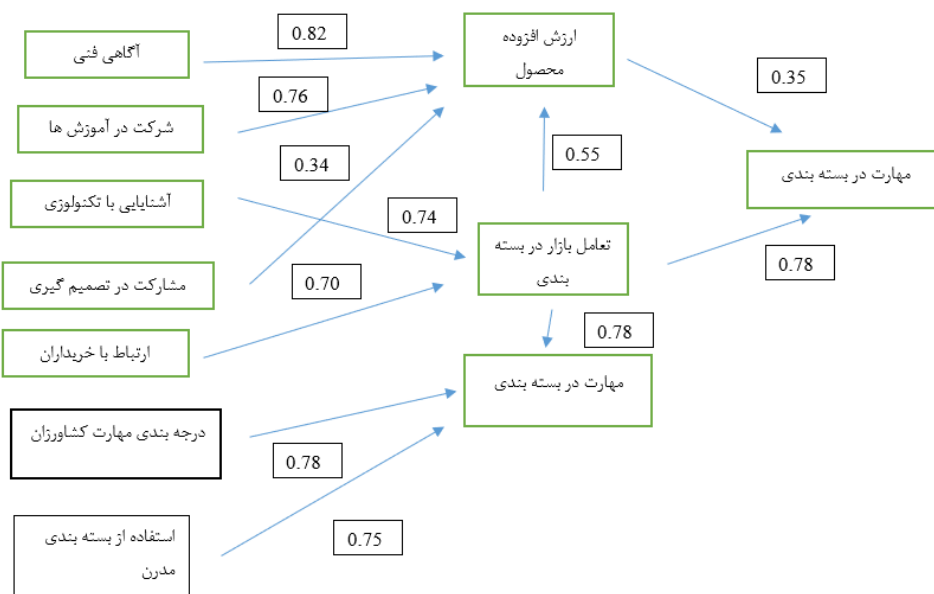 آگاهی فنی
0.82
ارزش افزوده
محصول
0.35
شرکت در آموزش ها
0.76
0.34
0.55
مهارت در بسته بندی
آشنایایی با تکنولوزی
0.74
تعامل بازار در بسته
بندی
0.78
مشارکت در تصمیم گیری
0.70
ارتباط با خریداران
0.78
مهارت در بسته بندی
درجه بندی مهارت کشاورزان
0.78
استفاده از بسته بندی
مدرن
0.75